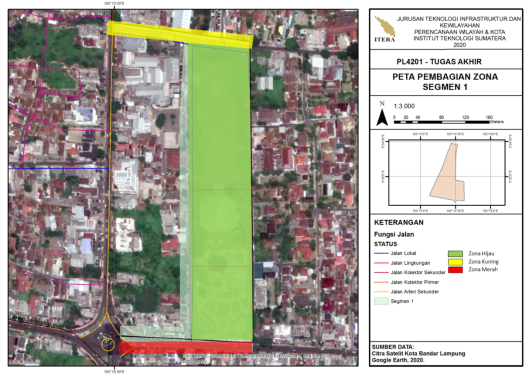 JURUSAN TEKNOLOGI INFRASTRUKTUR DAN
KEWILAYAHAN
PERENCANAAN WILAYAH & KOTA
INSTITUT TEKNOLOGI SUMATERA
2020
ITERA
PL4201 - TUGAS AKHIR
PETA PEMBAGIAN ZONA
SEGMEN 1
N
1:3.000
0 20 40 80 120 160
Meters
KETERANGAN
Fungsi Jalan
STATUS
Jalan Lokal
Jalan Lingkungan
Jalan Kolektor Sekunder
Jalan Kolektor Primer
Jalan Arteri Sekunder
Segmen 1
Zona Hijau
Zona Kuning
Zona Merah
SUMBER DATA:
Citra Satelit Kota Bandar Lampung
Google Earth, 2020.